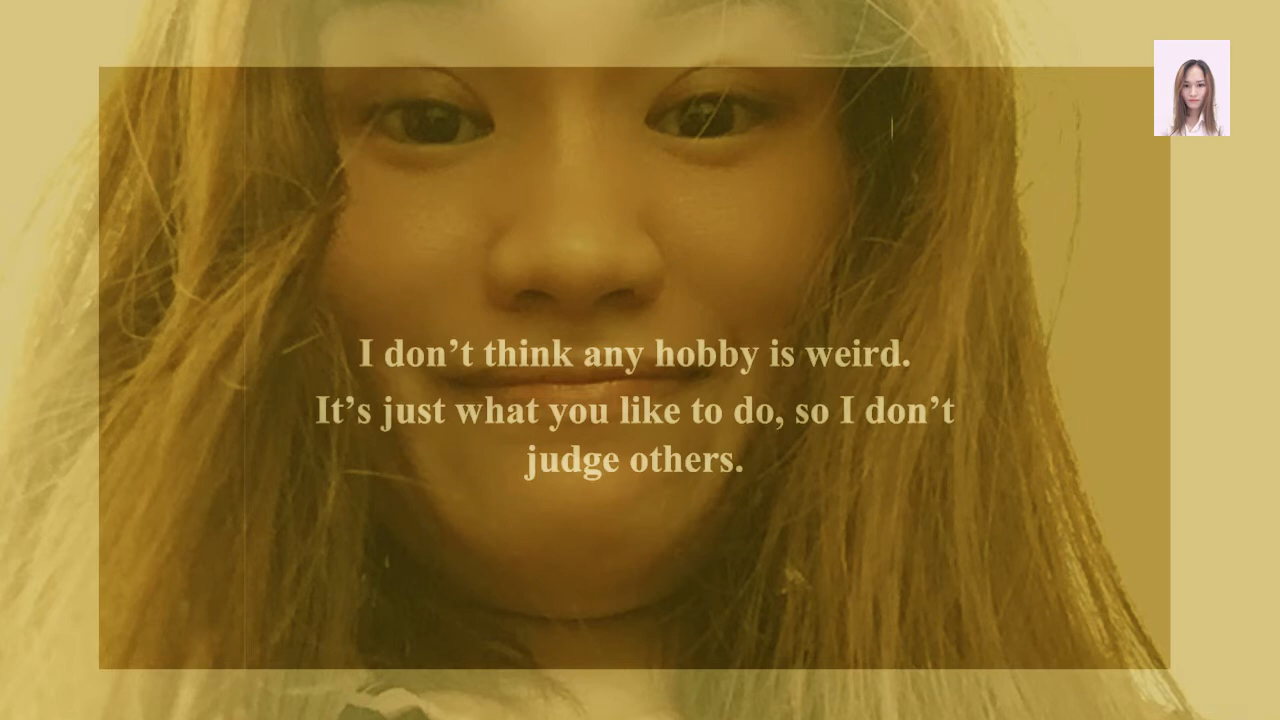 I don’t think any hobby is weird.
It’s just what you like to do, so I don’t
judge others.